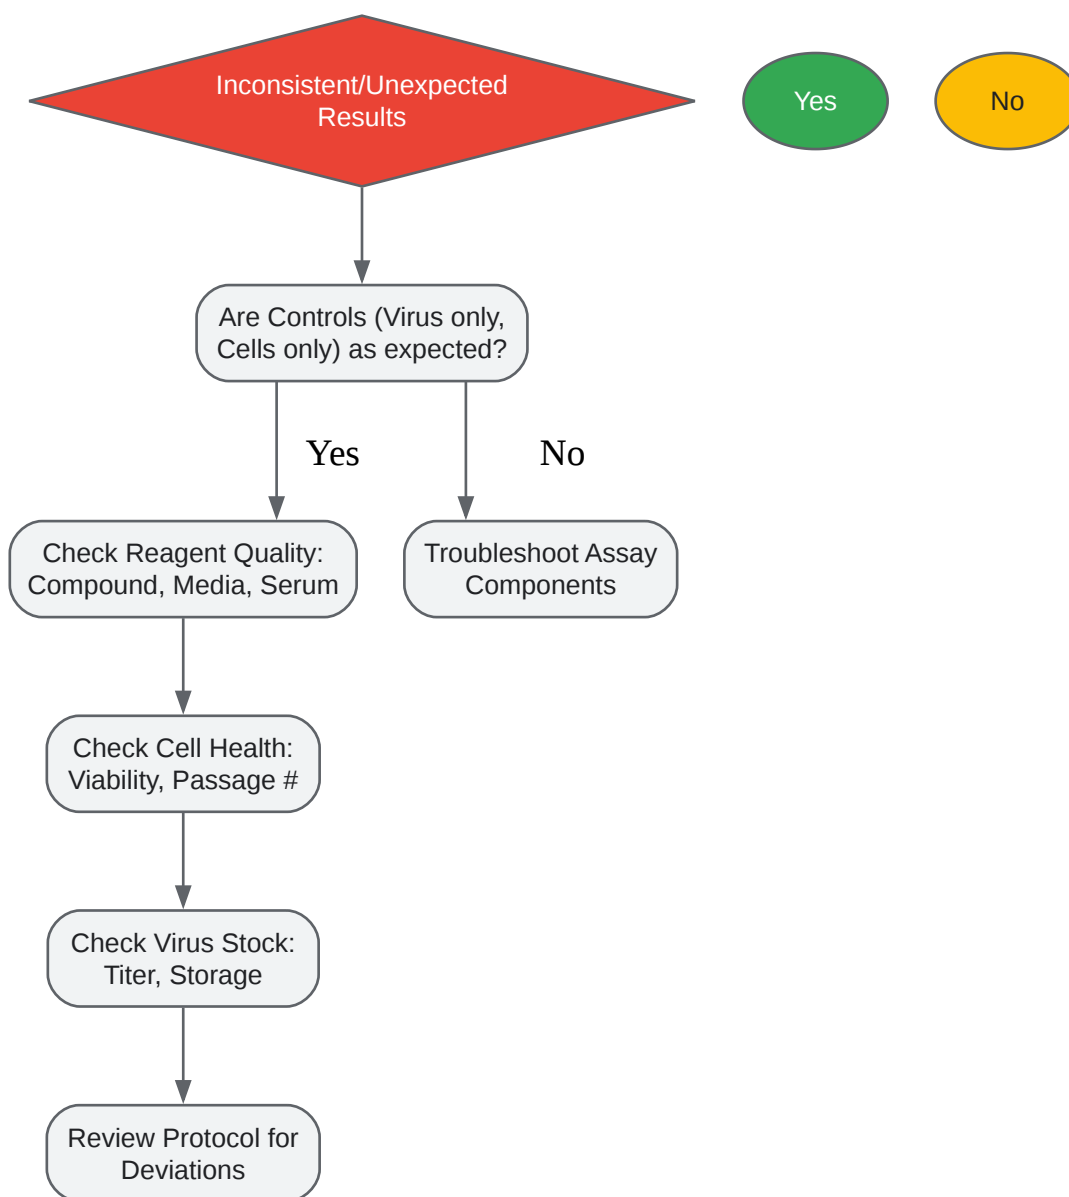 Inconsistent/Unexpected
Results
Yes
No
Are Controls (Virus only,
Cells only) as expected?
Yes
No
Check Reagent Quality:
Compound, Media, Serum
Troubleshoot Assay
Components
Check Cell Health:
Viability, Passage #
Check Virus Stock:
Titer, Storage
Review Protocol for
Deviations